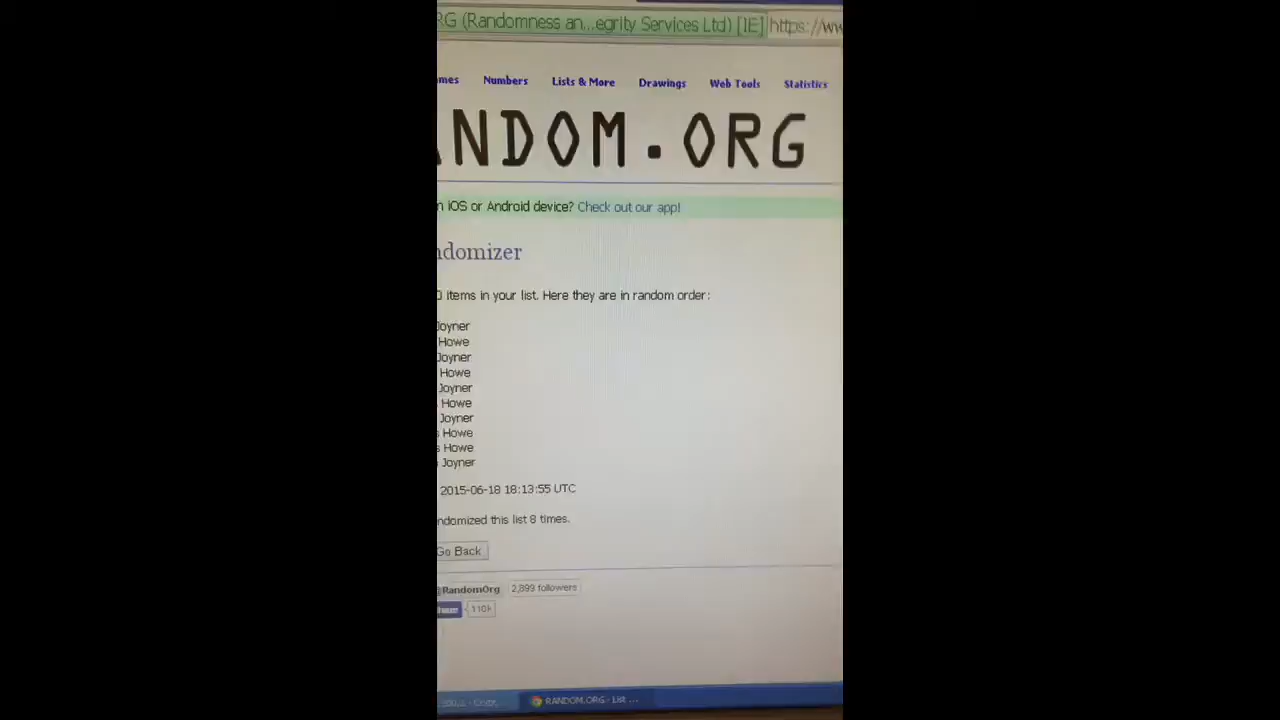 RG (Randomness an...egrity Services Ltd) [IE] https://ww
mes Numbers Lists & More Drawings Web Tools Statistics
ANDOM.ORG
n iOS or Android device? Check out our app!
ndomizer
0 items in your list. Here they are in random order:
Joyner
Howe
Joyner
Howe
Joyner
Howe
Joyner
s Howe
s Howe
s Joyner
2015-06-18 18:13:55 UTC
ndomized this list 8 times.
Go Back
@RandomOrg 2,899 followers
110k
RANDOM.ORG - List ...